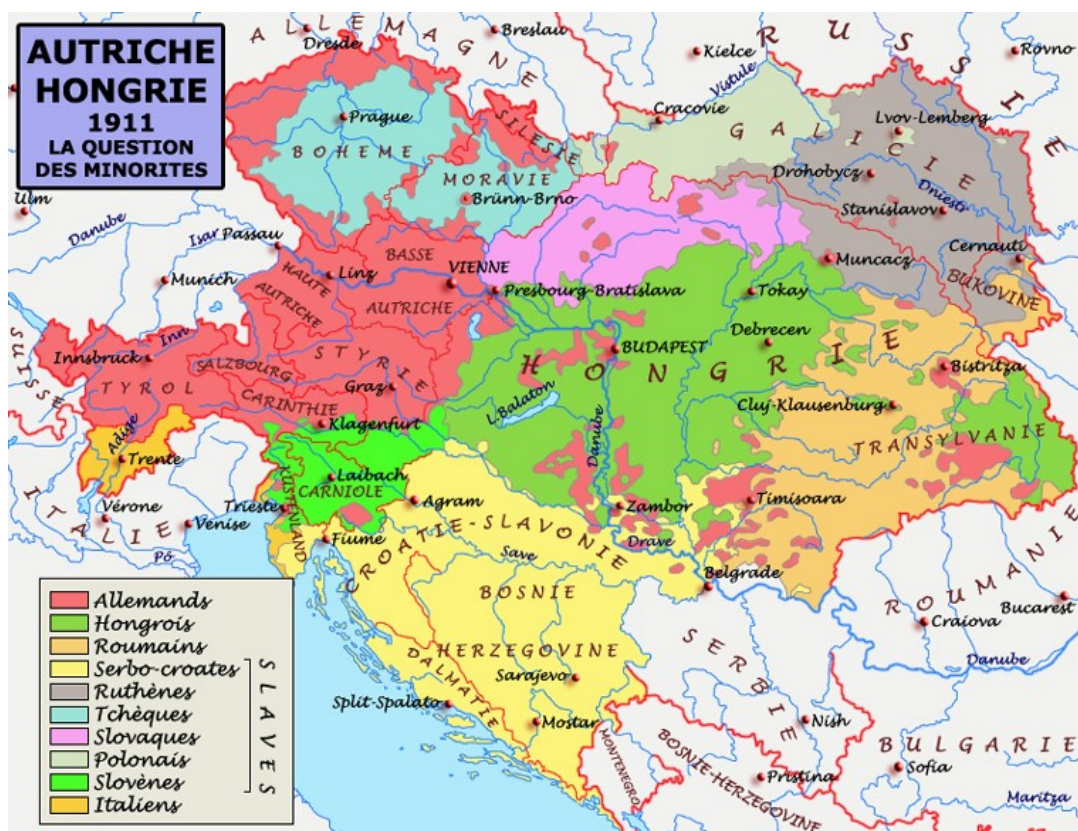 AUTRICHE
HONGRIE
1911
LA QUESTION
DES MINORITES
ALLEMAGNE
Dresde
Breslau
Kielce
RUSSIE
Rovno
Vistule
Cracovie
Prague
BOHEME
SILESIE
GALICIE
Lvov-Lemberg
MORAVIE
Brünn-Brno
Drohobycz
Dniestr
Stanislavov
Ulm
Danube
Isar
Passau
Munich
Linz
BASSE
VIENNE
HAUTE
AUTRICHE
AUTRICHE
Presbourg-Bratislava
Muncacz
Cernauti
BUKOVINE
Tokay
Debrecen
BUDAPEST
HONGRIE
Bistritza
SUISSE
Innsbruck
Inn
TYROL
SALZBOURG
STYRIE
Graz
CARINTHIE
Klagenfurt
L.Balaton
Danube
Cluj-Klausenburg
TRANSYLVANIE
Adige
Trente
Laibach
CARNIOLE
KUSTENLAND
Trieste
Agram
Zambor
Timisoara
ITALIE
Vérone
Venise
Pô
Fiume
CROATIE-SLAVONIE
Save
Drave
Belgrade
BOSNIE
HERZEGOVINE
DALMATIE
Sarajevo
Split-Spalato
Mostar
SERBIE
Nish
ROUMANIE
Bucarest
Craiova
Danube
MONTENEGRO
BOSNIE-HERZEGOVINE
Pristina
BULGARIE
Sofia
Maritza
Allemands
Hongrois
Roumains
Serbo-croates
Ruthènes
Tchèques
Slovaques
Polonais
Slovènes
Italiens
SLAVES